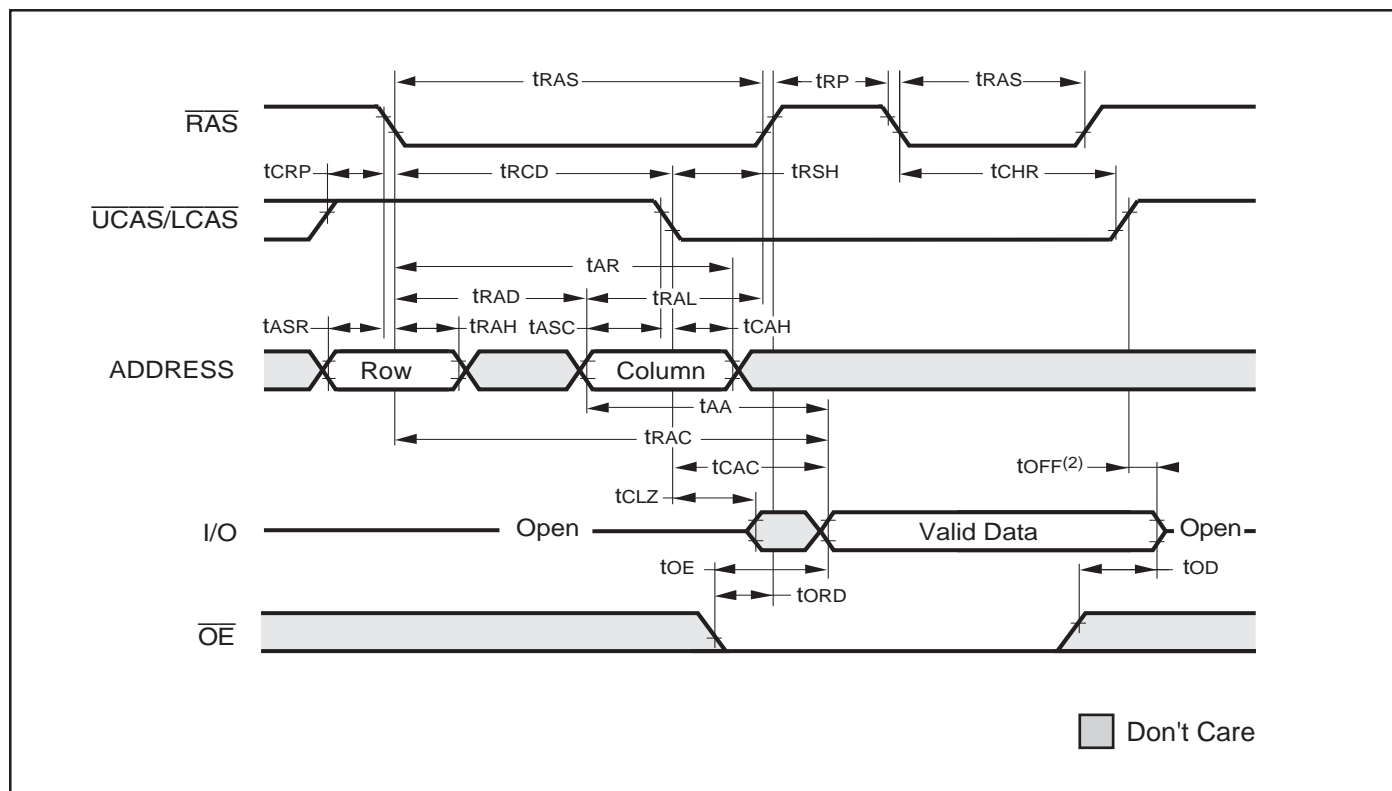 tRAS
tRP
tRAS
RAS
tCRP
tRCD
tRSH
tCHR
UCAS/LCAS
tAR
tRAD
tRAL
tASR
tRAH
tASC
tCAH
ADDRESS
Row
Column
tAA
tRAC
tCAC
tOFF(2)
tCLZ
I/O
Open
Valid Data
Open
tOE
tOD
tORD
OE
Don't Care